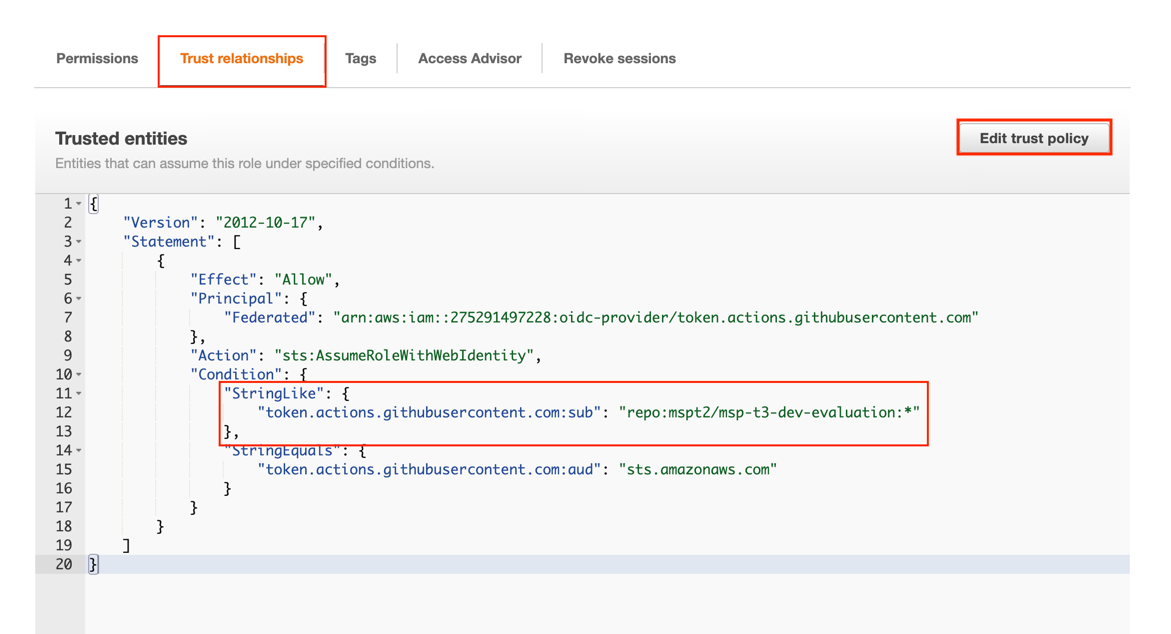 Permissions Trust relationships Tags Access Advisor Revoke sessions
Trusted entities
Edit trust policy
Entities that can assume this role under specified conditions.
1 {
2 "Version": "2012-10-17",
3 "Statement": [
4 {
5 "Effect": "Allow",
6 "Principal": {
7 "Federated": "arn:aws:iam::275291497228:oidc-provider/token.actions.githubusercontent.com"
8 },
9 "Action": "sts:AssumeRoleWithWebIdentity",
10 "Condition": {
11 "StringLike": {
12 "token.actions.githubusercontent.com:sub": "repo:mspt2/msp-t3-dev-evaluation:*"
13 },
14 "StringEquals": {
15 "token.actions.githubusercontent.com:aud": "sts.amazonaws.com"
16 }
17 }
18 }
19 ]
20 }